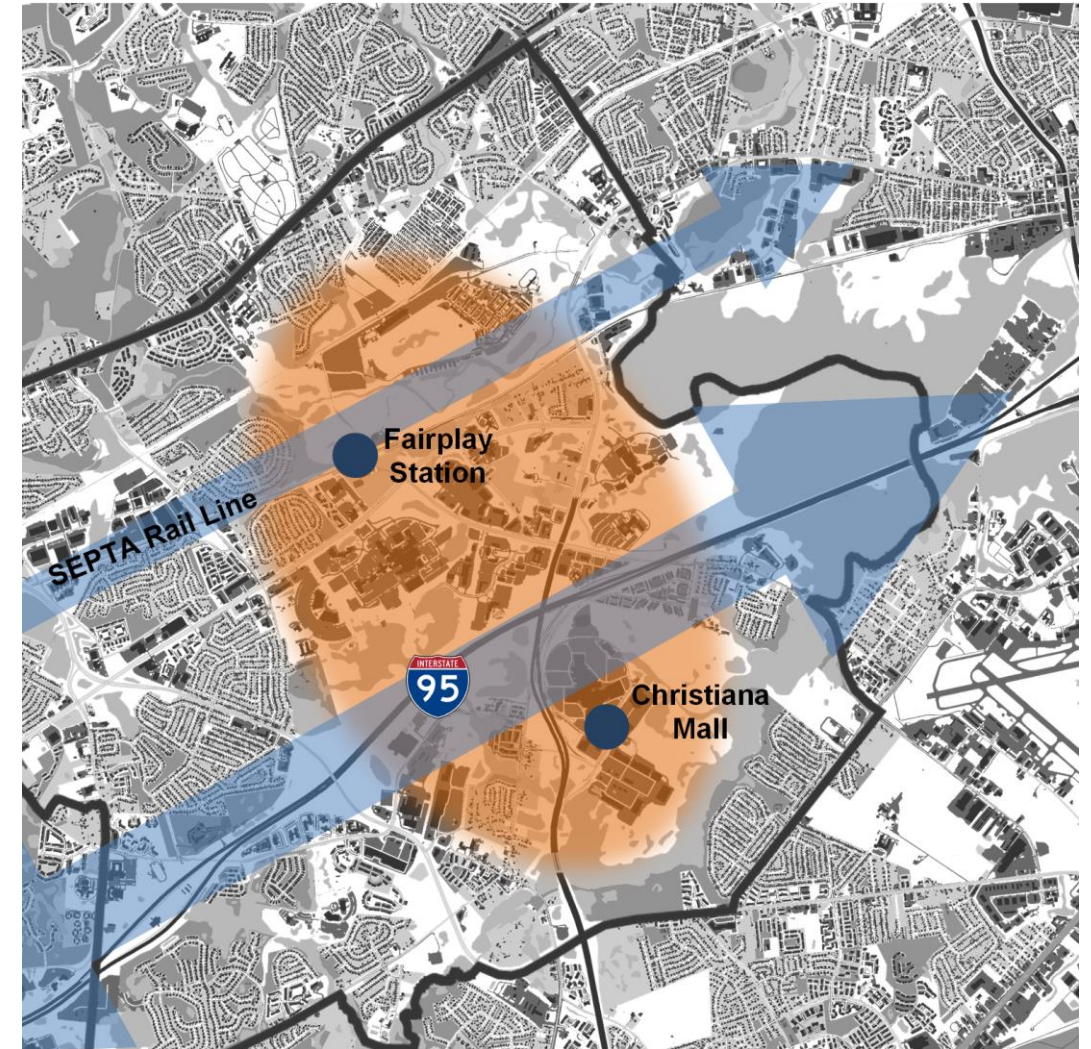 Fairplay
Station
SEPTA Rail Line
INTERSTATE
95
Christiana
Mall